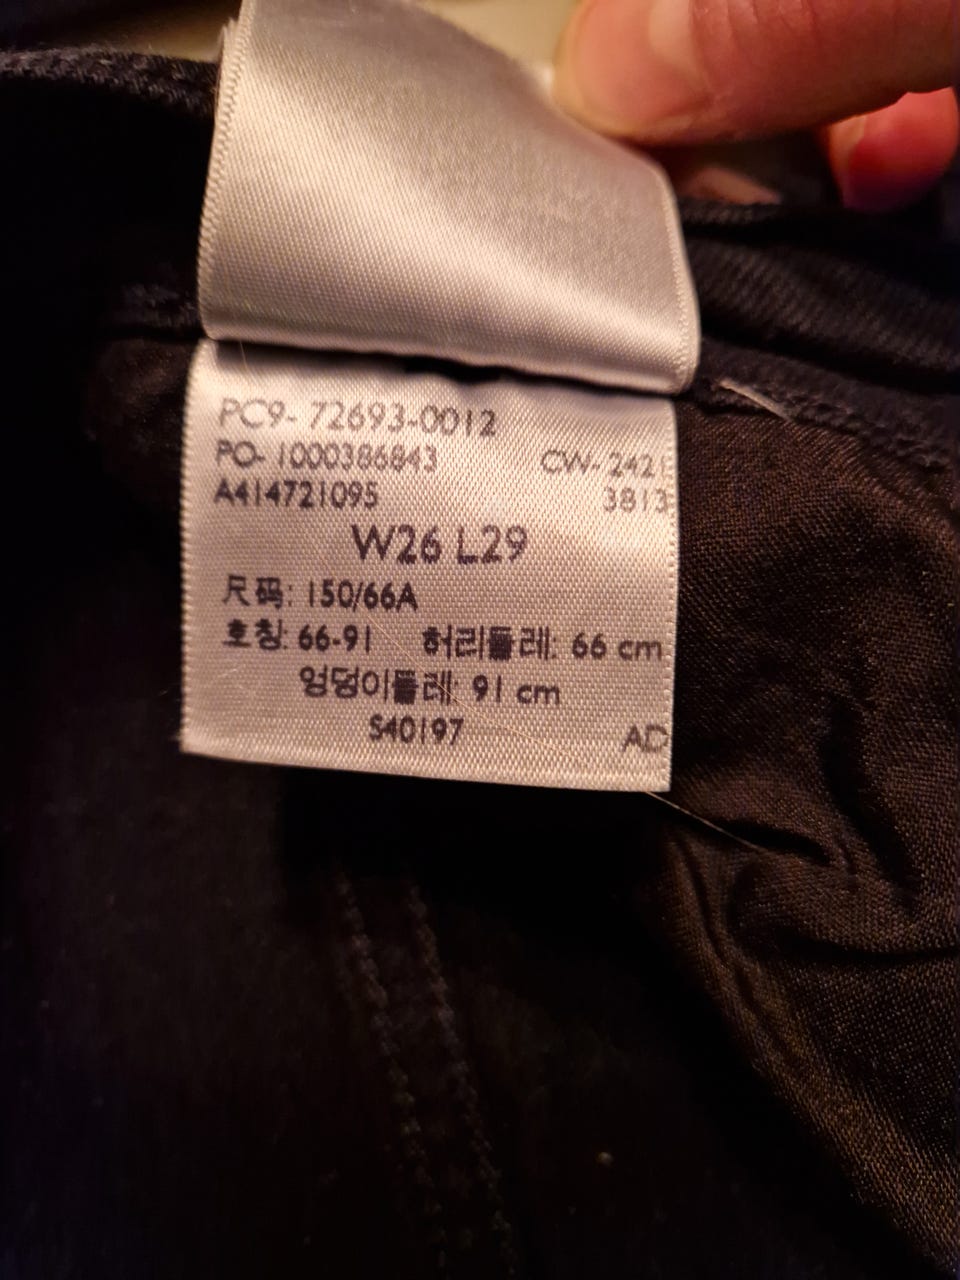 PC9- 72693-0012
PO- 1000386843 CW- 242
A414721095 3813
W26 L29
尺码: 150/66A
호칭: 66-91 허리둘레: 66 cm
엉덩이둘레: 91 cm
S40197 AD